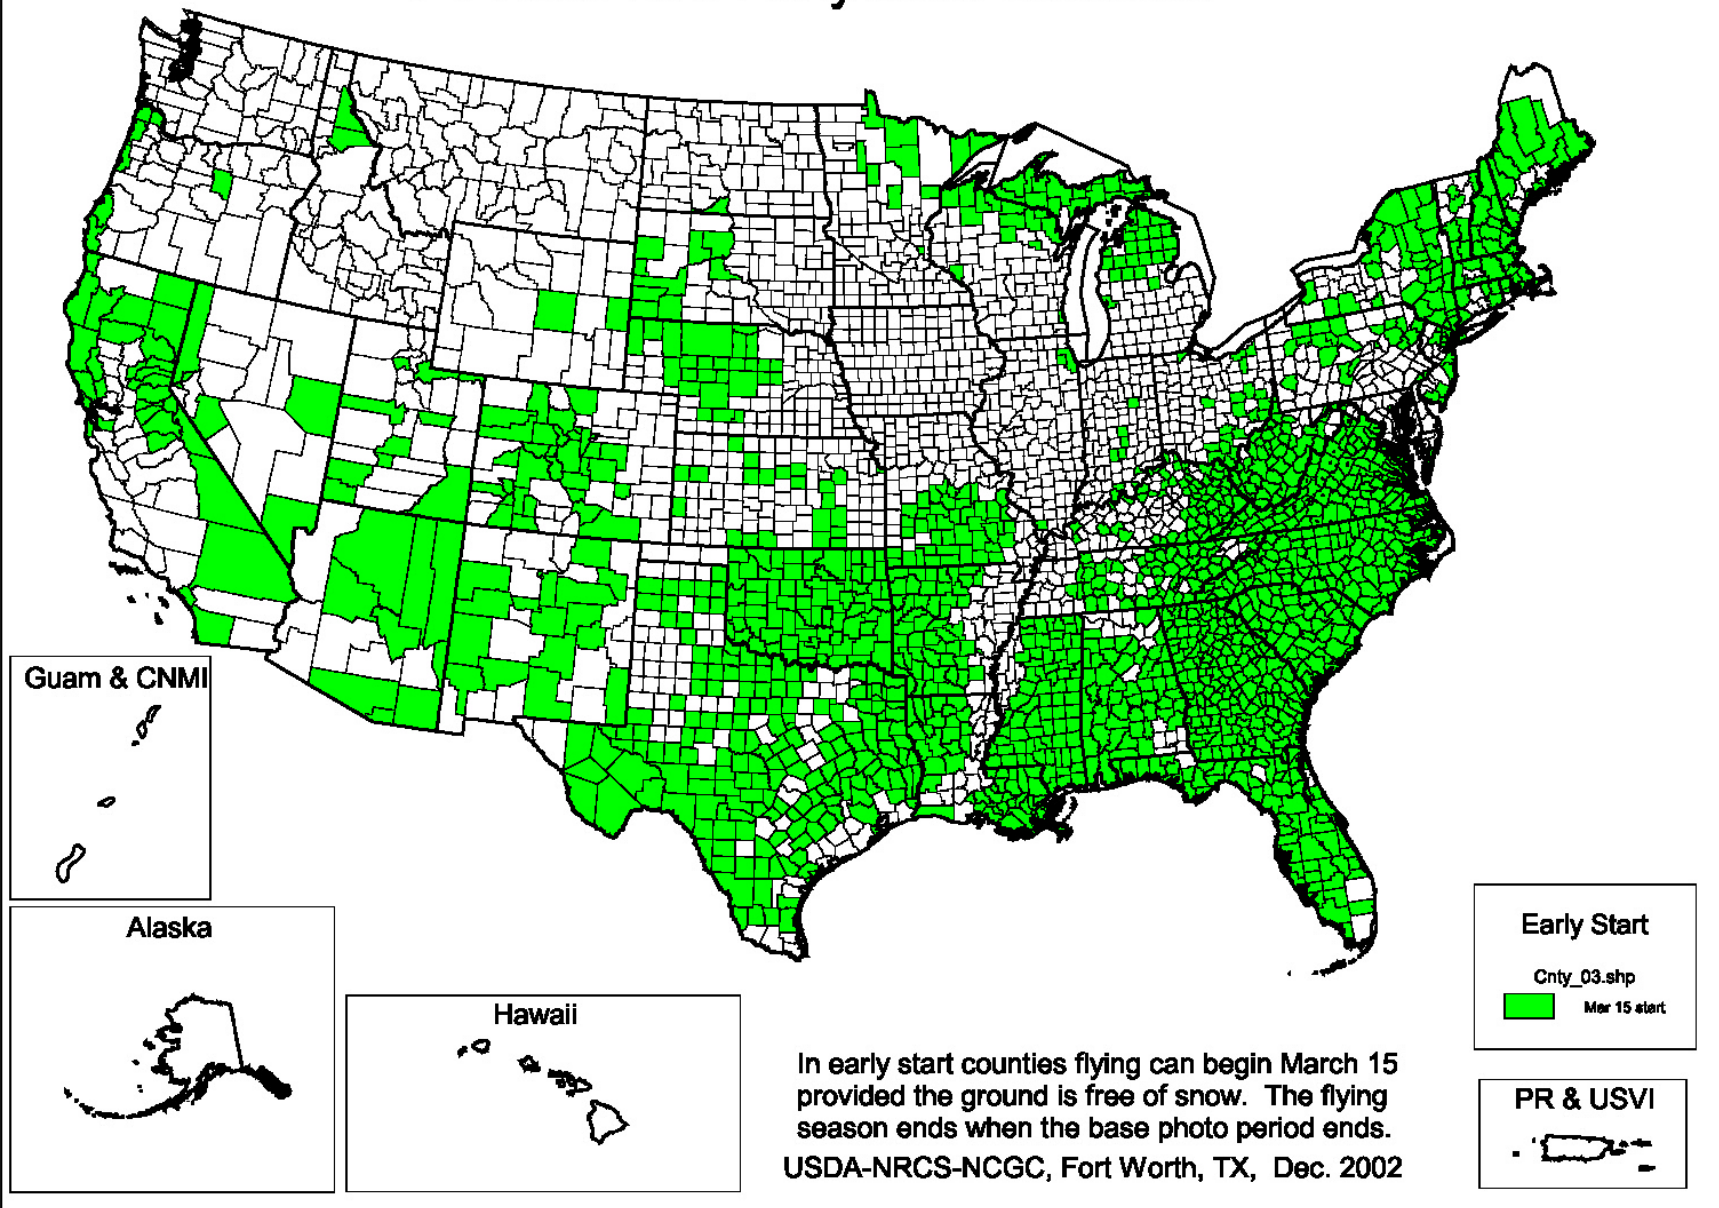 Guam & CNMI
Alaska
Hawaii
Early Start
Cnty_03.shp
Mar 15 start
In early start counties flying can begin March 15
provided the ground is free of snow. The flying
season ends when the base photo period ends.
USDA-NRCS-NCGC, Fort Worth, TX, Dec. 2002
PR & USVI